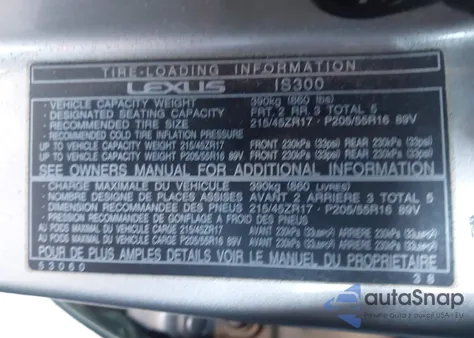 TIRE-LOADING INFORMATION
LEXUS IS300
· VEHICLE CAPACITY WEIGHT 390kg (860 lbs)
· DESIGNATED SEATING CAPACITY FRT. 2 RR. 3 TOTAL 5
· RECOMMENDED TIRE SIZE 215/45ZR17 · P205/55R16 89V
· RECOMMENDED COLD TIRE INFLATION PRESSURE
UP TO VEHICLE CAPACITY WEIGHT 215/45ZR17 FRONT 230kPa (33psi) REAR 230kPa (33psi)
UP TO VEHICLE CAPACITY WEIGHT P205/55R16 89V FRONT 230kPa (33psi) REAR 230kPa (33psi)
SEE OWNERS MANUAL FOR ADDITIONAL INFORMATION
· CHARGE MAXIMALE DU VEHICULE 390kg (860 LIVRES)
· NOMBRE DESIGNE DE PLACES ASSISES AVANT 2 ARRIERE 3 TOTAL 5
· DIMENSION RECOMMANDEE DES PNEUS 215/45ZR17 · P205/55R16 89V
· PRESSION RECOMMANDEE DE GONFLAGE A FROID DES PNEUS
AU POIDS MAXIMAL DU VEHICULE CHARGE 215/45ZR17 AVANT 230kPa ARRIERE 230kPa
AU POIDS MAXIMAL DU VEHICULE CHARGE P205/55R16 89V AVANT 230kPa ARRIERE 230kPa
POUR DE PLUS AMPLES DETAILS VOIR LE MANUEL DU PROPRIETAIRE
53060 38
autaSnap